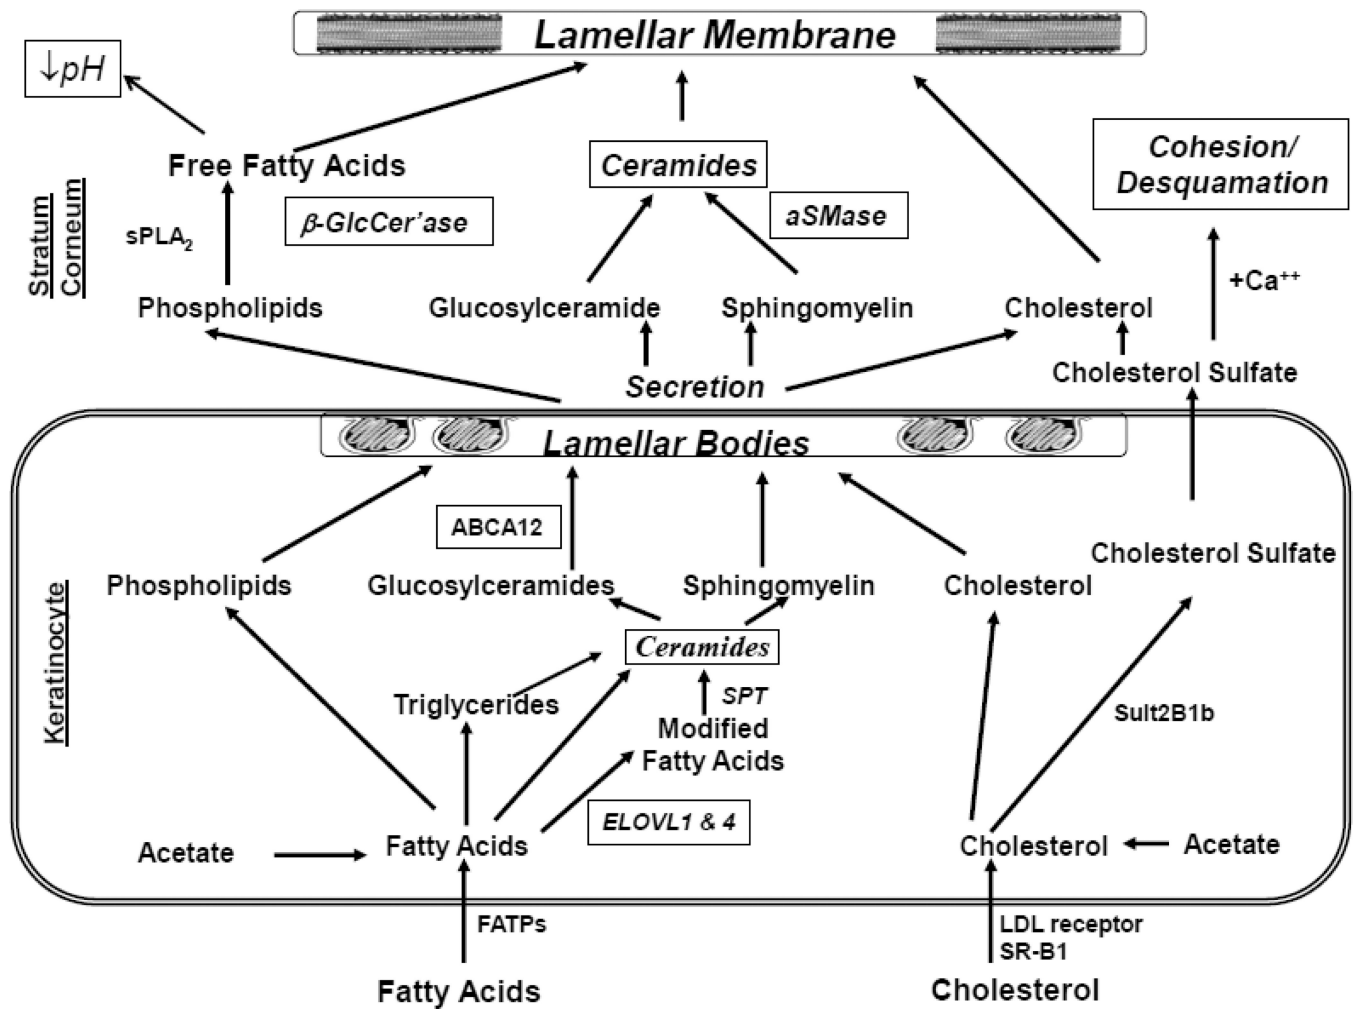 Lamellar Membrane
↓pH
Free Fatty Acids
Ceramides
Cohesion/
Desquamation
β-GlcCer’ase
aSMase
Stratum
Corneum
sPLA2
+Ca++
Phospholipids
Glucosylceramide
Sphingomyelin
Cholesterol
Secretion
Cholesterol Sulfate
Lamellar Bodies
ABCA12
Cholesterol Sulfate
Phospholipids
Glucosylceramides
Sphingomyelin
Cholesterol
Keratinocyte
Ceramides
Triglycerides
SPT
Modified
Fatty Acids
Sult2B1b
ELOVL1 & 4
Acetate
Fatty Acids
Cholesterol
Acetate
FATPs
LDL receptor
SR-B1
Fatty Acids
Cholesterol